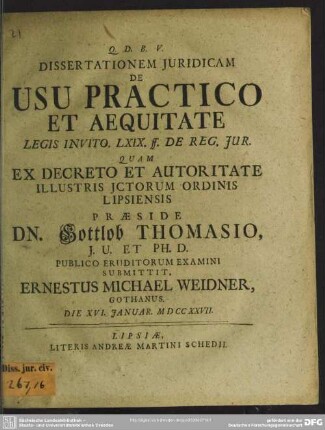 Q. D. B. V.
DISSERTATIONEM JURIDICAM
DE
USU PRACTICO
ET AEQUITATE
LEGIS INVITO. LXIX. ff. DE REG. JUR.
QUAM
EX DECRETO ET AUTORITATE
ILLUSTRIS JCTORUM ORDINIS
LIPSIENSIS
PRÆSIDE
DN. Gottlob THOMASIO,
J. U. ET PH. D.
PUBLICO ERUDITORUM EXAMINI
SUBMITTIT,
ERNESTUS MICHAEL WEIDNER,
GOTHANUS.
DIE XVI. JANUAR. MDCCXXVII.
LIPSIÆ,
LITERIS ANDREÆ MARTINI SCHEDII.
Diss. jur. civ.
267,16